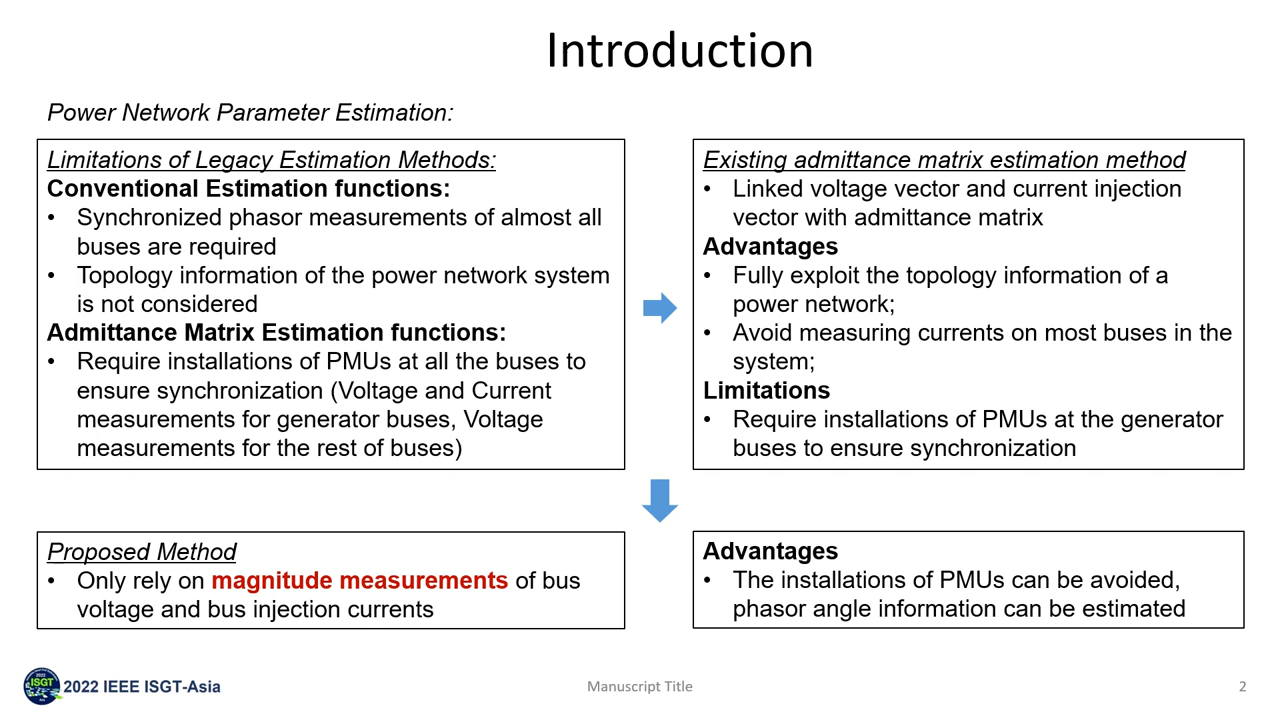 Introduction
Power Network Parameter Estimation:
Limitations of Legacy Estimation Methods:
Conventional Estimation functions:
• Synchronized phasor measurements of almost all
buses are required
• Topology information of the power network system
is not considered
Admittance Matrix Estimation functions:
• Require installations of PMUs at all the buses to
ensure synchronization (Voltage and Current
measurements for generator buses, Voltage
measurements for the rest of buses)
Existing admittance matrix estimation method
• Linked voltage vector and current injection
vector with admittance matrix
Advantages
• Fully exploit the topology information of a
power network;
• Avoid measuring currents on most buses in the
system;
Limitations
• Require installations of PMUs at the generator
buses to ensure synchronization
Proposed Method
• Only rely on magnitude measurements of bus
voltage and bus injection currents
Advantages
• The installations of PMUs can be avoided,
phasor angle information can be estimated
2022
ISGT
2022 IEEE ISGT-Asia
Manuscript Title
2